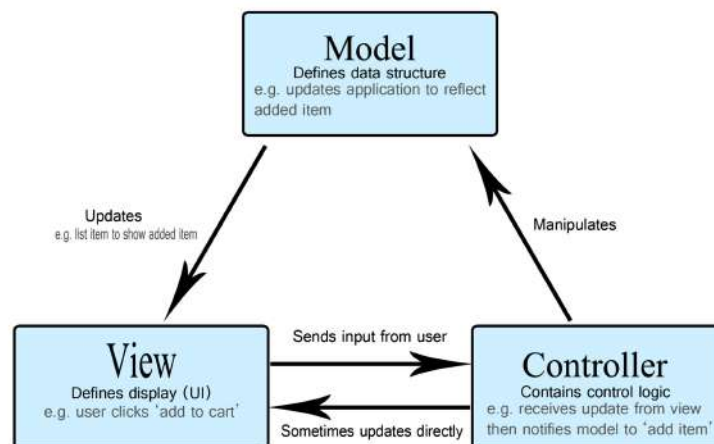 Model
Defines data structure
e.g. updates application to reflect
added item
Updates
e.g. list item to show added item
Manipulates
View
Defines display (UI)
e.g. user clicks ‘add to cart’
Sends input from user
Sometimes updates directly
Controller
Contains control logic
e.g. receives update from view
then notifies model to ‘add item’